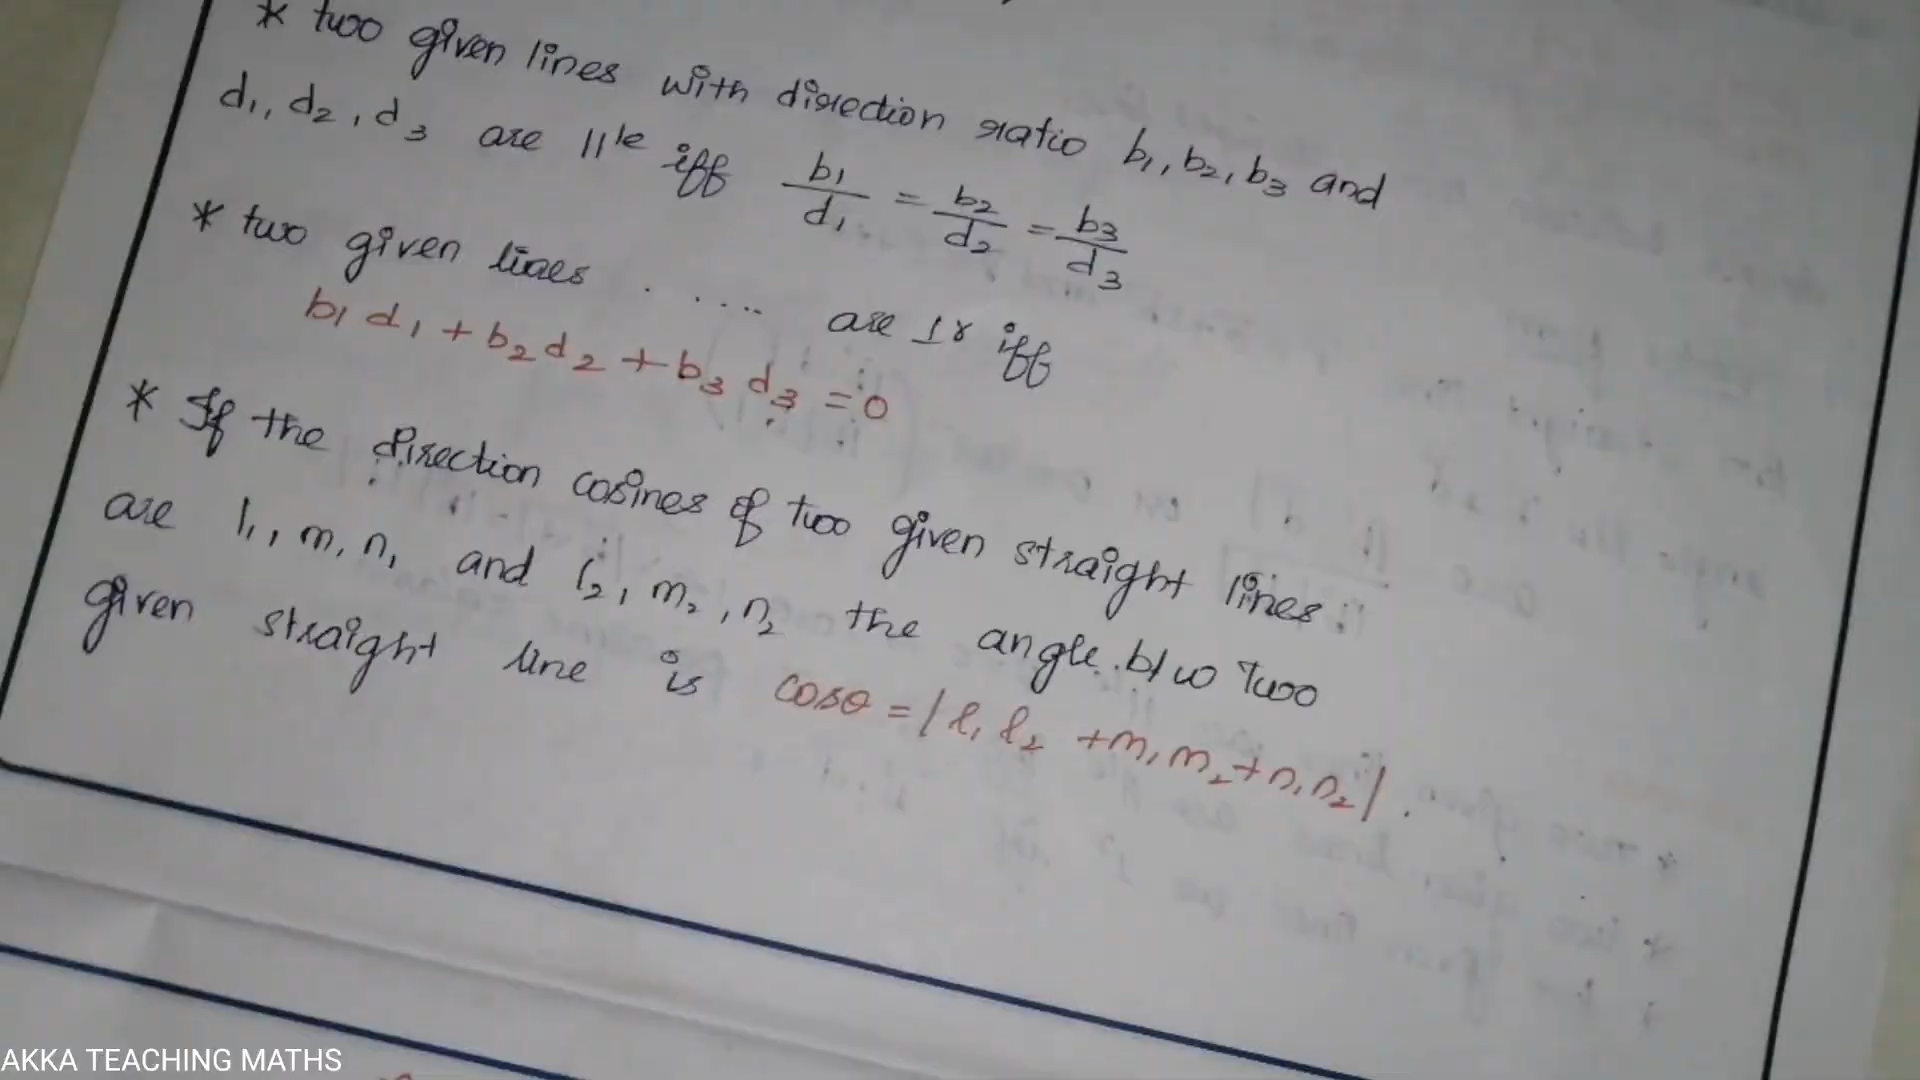 * two given lines with direction ratio b₁, b₂, b₃ and
d₁, d₂, d₃ are ||le iff b₁/d₁ = b₂/d₂ = b₃/d₃
* two given lines . .... are ⊥r iff
b₁d₁ + b₂d₂ + b₃d₃ = 0
* If the direction cosines of two given straight lines
are l₁, m₁ n₁ and l₂, m₂, n₂ the angle b/w Two
given straight line is cosθ = |l₁l₂ + m₁m₂ + n₁n₂|.
AKKA TEACHING MATHS